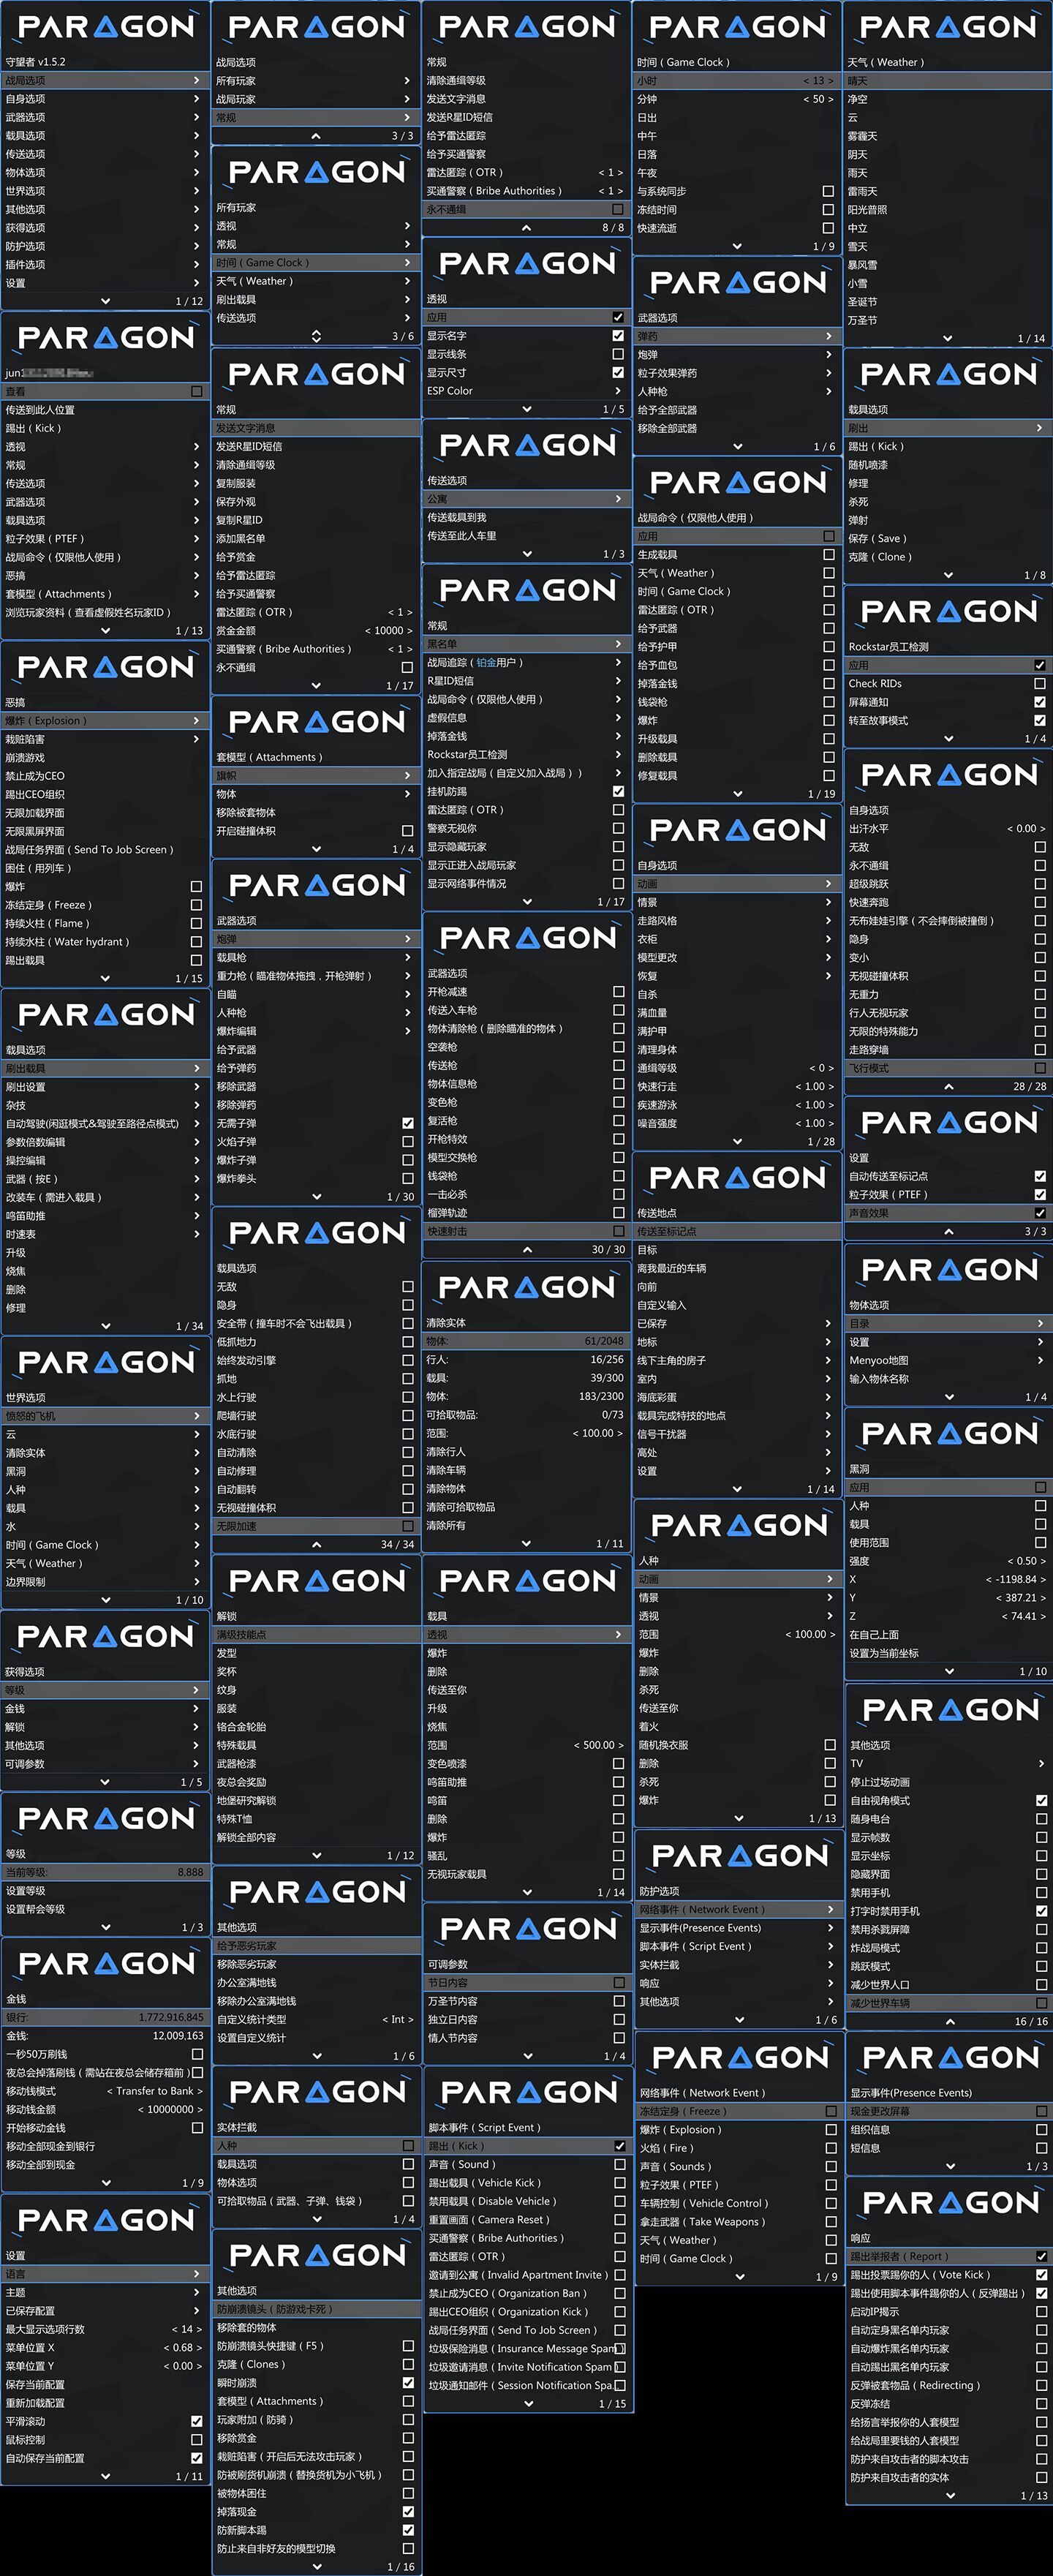 PARAGON
守望者 v1.5.2
战局选项
自身选项
武器选项
载具选项
传送选项
物体选项
世界选项
其他选项
获得选项
防护选项
插件选项
设置
1 / 12
PARAGON
jun
查看
传送到此人位置
踢出 ( Kick )
透视
常规
传送选项
武器选项
载具选项
粒子效果 ( PTEF )
战局命令 ( 仅限他人使用 )
恶搞
套模型 ( Attachments )
浏览玩家资料 ( 查看虚假姓名玩家ID )
1 / 13
PARAGON
恶搞
爆炸 ( Explosion )
栽赃陷害
崩溃游戏
禁止成为CEO
踢出CEO组织
无限加载界面
无限黑屏界面
战局任务界面 ( Send To Job Screen )
困住 ( 用列车 )
爆炸
冻结定身 ( Freeze )
持续火柱 ( Flame )
持续水柱 ( Water hydrant )
踢出载具
1 / 15
PARAGON
载具选项
刷出载具
刷出设置
杂技
自动驾驶(闲逛模式&驾驶至路径点模式)
参数倍数编辑
操控编辑
武器 ( 按E )
改装车 ( 需进入载具 )
鸣笛助推
时速表
升级
烧焦
删除
修理
1 / 34
PARAGON
世界选项
愤怒的飞机
云
清除实体
黑洞
人种
载具
水
时间 ( Game Clock )
天气 ( Weather )
边界限制
1 / 10
PARAGON
获得选项
等级
金钱
解锁
其他选项
可调参数
1 / 5
PARAGON
等级
当前等级: 8,888
设置等级
设置帮会等级
1 / 3
PARAGON
金钱
银行: 1,772,916,845
金钱: 12,009,163
一秒50万刷钱
夜总会掉落刷钱 ( 需站在夜总会储存箱前 )
移动钱模式 < Transfer to Bank >
移动钱金额 < 10000000 >
开始移动金钱
移动全部现金到银行
移动全部到现金
1 / 9
PARAGON
设置
语言
主题
已保存配置
最大显示选项行数 < 14 >
菜单位置 X < 0.68 >
菜单位置 Y < 0.00 >
保存当前配置
重新加载配置
平滑滚动
鼠标控制
自动保存当前配置
1 / 11
PARAGON
战局选项
所有玩家
战局玩家
常规
3 / 3
PARAGON
所有玩家
透视
常规
时间 ( Game Clock )
天气 ( Weather )
刷出载具
传送选项
3 / 6
PARAGON
常规
发送文字消息
发送R星ID短信
清除通缉等级
复制服装
保存外观
复制R星ID
添加黑名单
给予赏金
给予雷达匿踪
给予买通警察
雷达匿踪 ( OTR ) < 1 >
赏金金额 < 10000 >
买通警察 ( Bribe Authorities ) < 1 >
永不通缉
1 / 17
PARAGON
套模型 ( Attachments )
旗帜
物体
移除被套物体
开启碰撞体积
1 / 4
PARAGON
武器选项
炮弹
载具枪
重力枪 ( 瞄准物体拖拽，开枪弹射 )
自瞄
人种枪
爆炸编辑
给予武器
给予弹药
移除武器
移除弹药
无需子弹
火焰子弹
爆炸子弹
爆炸拳头
1 / 30
PARAGON
载具选项
无敌
隐身
安全带 ( 撞车时不会飞出载具 )
低抓地力
始终发动引擎
抓地
水上行驶
爬墙行驶
水底行驶
自动清除
自动修理
自动翻转
无视碰撞体积
无限加速
34 / 34
PARAGON
解锁
满级技能点
发型
奖杯
纹身
服装
铬合金轮胎
特殊载具
武器枪漆
夜总会奖励
地堡研究解锁
特殊T恤
解锁全部内容
1 / 12
PARAGON
其他选项
给予恶劣玩家
移除恶劣玩家
办公室满地钱
移除办公室满地钱
自定义统计类型 < Int >
设置自定义统计
1 / 6
PARAGON
实体拦截
人种
载具选项
物体选项
可拾取物品 ( 武器、子弹、钱袋 )
1 / 4
PARAGON
其他选项
防崩溃镜头 ( 防游戏卡死 )
移除套的物体
防崩溃镜头快捷键 ( F5 )
克隆 ( Clones )
瞬时崩溃
套模型 ( Attachments )
玩家附加 ( 防骑 )
移除赏金
栽赃陷害 ( 开启后无法攻击玩家 )
防被刷货机崩溃 ( 替换货机为小飞机 )
被物体困住
掉落现金
防新脚本踢
防止来自非好友的模型切换
1 / 16
PARAGON
常规
清除通缉等级
发送文字消息
发送R星ID短信
给予雷达匿踪
给予买通警察
雷达匿踪 ( OTR ) < 1 >
买通警察 ( Bribe Authorities ) < 1 >
永不通缉
8 / 8
PARAGON
透视
应用
显示名字
显示线条
显示尺寸
ESP Color
1 / 5
PARAGON
传送选项
公寓
传送载具到我
传送至此人车里
1 / 3
PARAGON
常规
黑名单
战局追踪 ( 铂金用户 )
R星ID短信
战局命令 ( 仅限他人使用 )
虚假信息
掉落金钱
Rockstar员工检测
加入指定战局 ( 自定义加入战局 ) )
挂机防踢
雷达匿踪 ( OTR )
警察无视你
显示隐藏玩家
显示正进入战局玩家
显示网络事件情况
1 / 17
PARAGON
武器选项
开枪减速
传送入车枪
物体清除枪 ( 删除瞄准的物体 )
空袭枪
传送枪
物体信息枪
变色枪
复活枪
开枪特效
模型交换枪
钱袋枪
一击必杀
榴弹轨迹
快速射击
30 / 30
PARAGON
清除实体
物体: 61/2048
行人: 16/256
载具: 39/300
物体: 183/2300
可拾取物品: 0/73
范围: < 100.00 >
清除行人
清除车辆
清除物体
清除可拾取物品
清除所有
1 / 11
PARAGON
载具
透视
爆炸
删除
传送至你
升级
烧焦
范围 < 500.00 >
变色喷漆
鸣笛助推
鸣笛
删除
爆炸
骚乱
无视玩家载具
1 / 14
PARAGON
可调参数
节日内容
万圣节内容
独立日内容
情人节内容
1 / 4
PARAGON
脚本事件 ( Script Event )
踢出 ( Kick )
声音 ( Sound )
踢出载具 ( Vehicle Kick )
禁用载具 ( Disable Vehicle )
重置画面 ( Camera Reset )
买通警察 ( Bribe Authorities )
雷达匿踪 ( OTR )
邀请到公寓 ( Invalid Apartment Invite )
禁止成为CEO ( Organization Ban )
踢出CEO组织 ( Organization Kick )
战局任务界面 ( Send To Job Screen )
垃圾保险消息 ( Insurance Message Spam )
垃圾邀请消息 ( Invite Notification Spam )
垃圾通知邮件 ( Session Notification Spa
1 / 15
PARAGON
时间 ( Game Clock )
小时 < 13 >
分钟 < 50 >
日出
中午
日落
午夜
与系统同步
冻结时间
快速流逝
1 / 9
PARAGON
武器选项
弹药
炮弹
粒子效果弹药
人种枪
给予全部武器
移除全部武器
1 / 6
PARAGON
战局命令 ( 仅限他人使用 )
应用
生成载具
天气 ( Weather )
时间 ( Game Clock )
雷达匿踪 ( OTR )
给予武器
给予护甲
给予血包
掉落金钱
钱袋枪
爆炸
升级载具
删除载具
修复载具
1 / 19
PARAGON
自身选项
动画
情景
走路风格
衣柜
模型更改
恢复
自杀
满血量
满护甲
清理身体
通缉等级 < 0 >
快速行走 < 1.00 >
疾速游泳 < 1.00 >
噪音强度 < 1.00 >
1 / 28
PARAGON
传送地点
传送至标记点
目标
离我最近的车辆
向前
自定义输入
已保存
地标
线下主角的房子
室内
海底彩蛋
载具完成特技的地点
信号干扰器
高处
设置
1 / 14
PARAGON
人种
动画
情景
透视
范围 < 100.00 >
爆炸
删除
杀死
传送至你
着火
随机换衣服
删除
杀死
爆炸
1 / 13
PARAGON
防护选项
网络事件 ( Network Event )
显示事件(Presence Events)
脚本事件 ( Script Event )
实体拦截
响应
其他选项
1 / 6
PARAGON
网络事件 ( Network Event )
冻结定身 ( Freeze )
爆炸 ( Explosion )
火焰 ( Fire )
声音 ( Sounds )
粒子效果 ( PTEF )
车辆控制 ( Vehicle Control )
拿走武器 ( Take Weapons )
天气 ( Weather )
时间 ( Game Clock )
1 / 9
PARAGON
天气 ( Weather )
晴天
净空
云
雾霾天
阴天
雨天
雷雨天
阳光普照
中立
雪天
暴风雪
小雪
圣诞节
万圣节
1 / 14
PARAGON
载具选项
刷出
踢出 ( Kick )
随机喷漆
修理
杀死
弹射
保存 ( Save )
克隆 ( Clone )
1 / 8
PARAGON
Rockstar员工检测
应用
Check RIDs
屏幕通知
转至故事模式
1 / 4
PARAGON
自身选项
出汗水平 < 0.00 >
无敌
永不通缉
超级跳跃
快速奔跑
无布娃娃引擎 ( 不会摔倒被撞倒 )
隐身
变小
无视碰撞体积
无重力
行人无视玩家
无限的特殊能力
走路穿墙
飞行模式
28 / 28
PARAGON
设置
自动传送至标记点
粒子效果 ( PTEF )
声音效果
3 / 3
PARAGON
物体选项
目录
设置
Menyoo地图
输入物体名称
1 / 4
PARAGON
黑洞
应用
人种
载具
使用范围
强度 < 0.50 >
X < -1198.84 >
Y < 387.21 >
Z < 74.41 >
在自己上面
设置为当前坐标
1 / 10
PARAGON
其他选项
TV
停止过场动画
自由视角模式
随身电台
显示帧数
显示坐标
隐藏界面
禁用手机
打字时禁用手机
禁用杀戮屏障
炸战局模式
跳跃模式
减少世界人口
减少世界车辆
16 / 16
PARAGON
显示事件(Presence Events)
现金更改屏幕
组织信息
短信息
1 / 3
PARAGON
响应
踢出举报者 ( Report )
踢出投票踢你的人 ( Vote Kick )
踢出使用脚本事件踢你的人 ( 反弹踢出 )
启动IP揭示
自动定身黑名单内玩家
自动爆炸黑名单内玩家
自动踢出黑名单内玩家
反弹被套物品 ( Redirecting )
反弹冻结
给扬言举报你的人套模型
给战局里要钱的人套模型
防护来自攻击者的脚本攻击
防护来自攻击者的实体
1 / 13